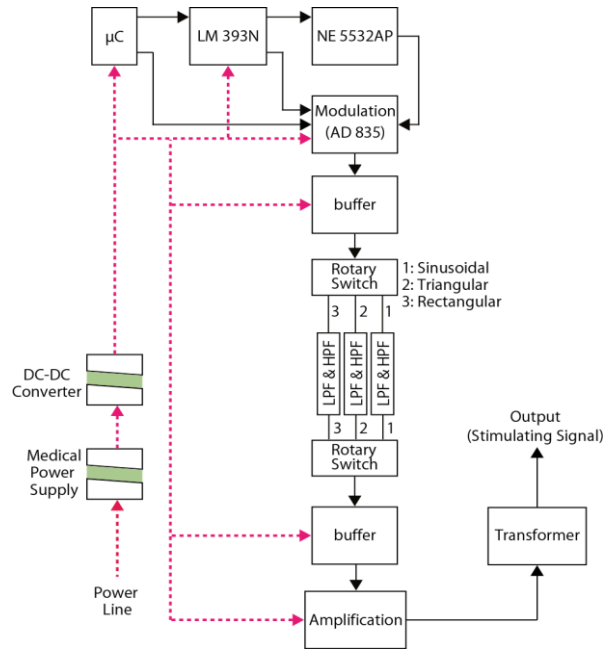 µC
LM 393N
NE 5532AP
Modulation
(AD 835)
buffer
Rotary
Switch
1: Sinusoidal
2: Triangular
3: Rectangular
3
2
1
LPF & HPF
LPF & HPF
LPF & HPF
3
2
1
Rotary
Switch
DC-DC
Converter
Medical
Power
Supply
Power
Line
buffer
Amplification
Output
(Stimulating Signal)
Transformer